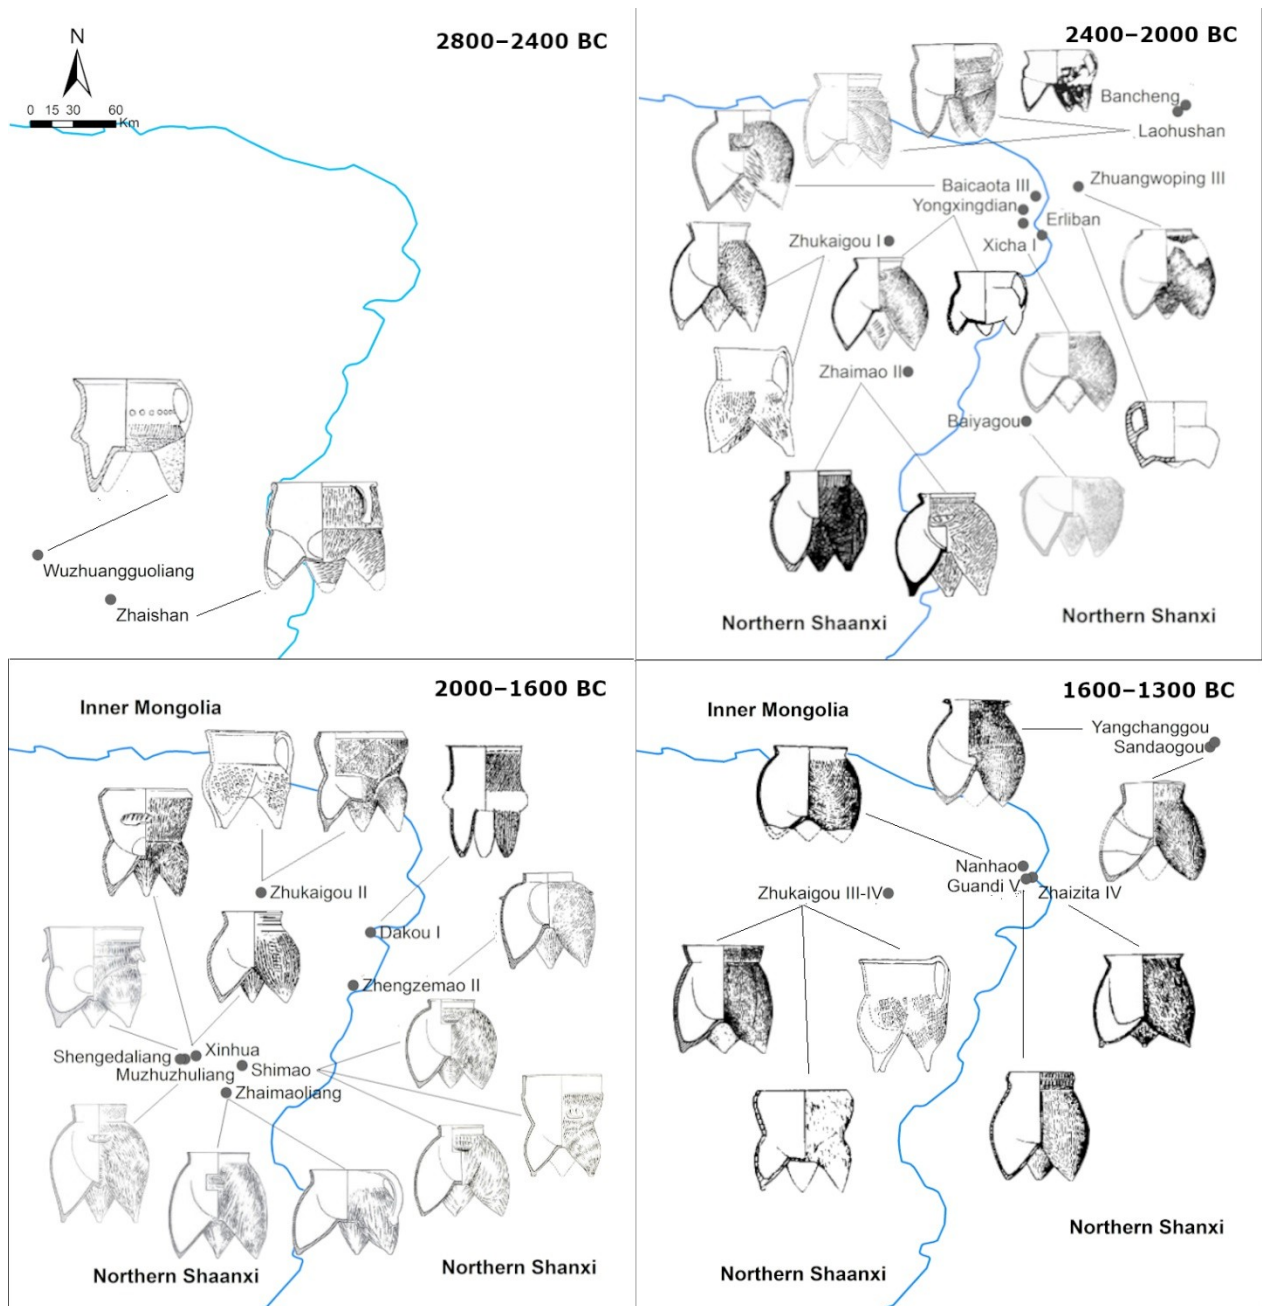 2800–2400 BC
N
0 15 30 60
Km
Wuzhuangguoliang
Zhaishan
2400–2000 BC
Bancheng
Laohushan
Baicaota III
Zhuangwoping III
Yongxingdian
Erliban
Zhukaigou I
Xicha I
Zhaimao II
Baiyagou
Northern Shaanxi
Northern Shanxi
2000–1600 BC
Inner Mongolia
Zhukaigou II
Dakou I
Zhengzemao II
Xinhua
Shengedaliang
Shimao
Muzhuzhuliang
Zhaimaoliang
Northern Shanxi
Northern Shaanxi
1600–1300 BC
Inner Mongolia
Yangchanggou
Sandaogou
Nanhao
Guandi V
Zhaizita IV
Zhukaigou III-IV
Northern Shanxi
Northern Shaanxi